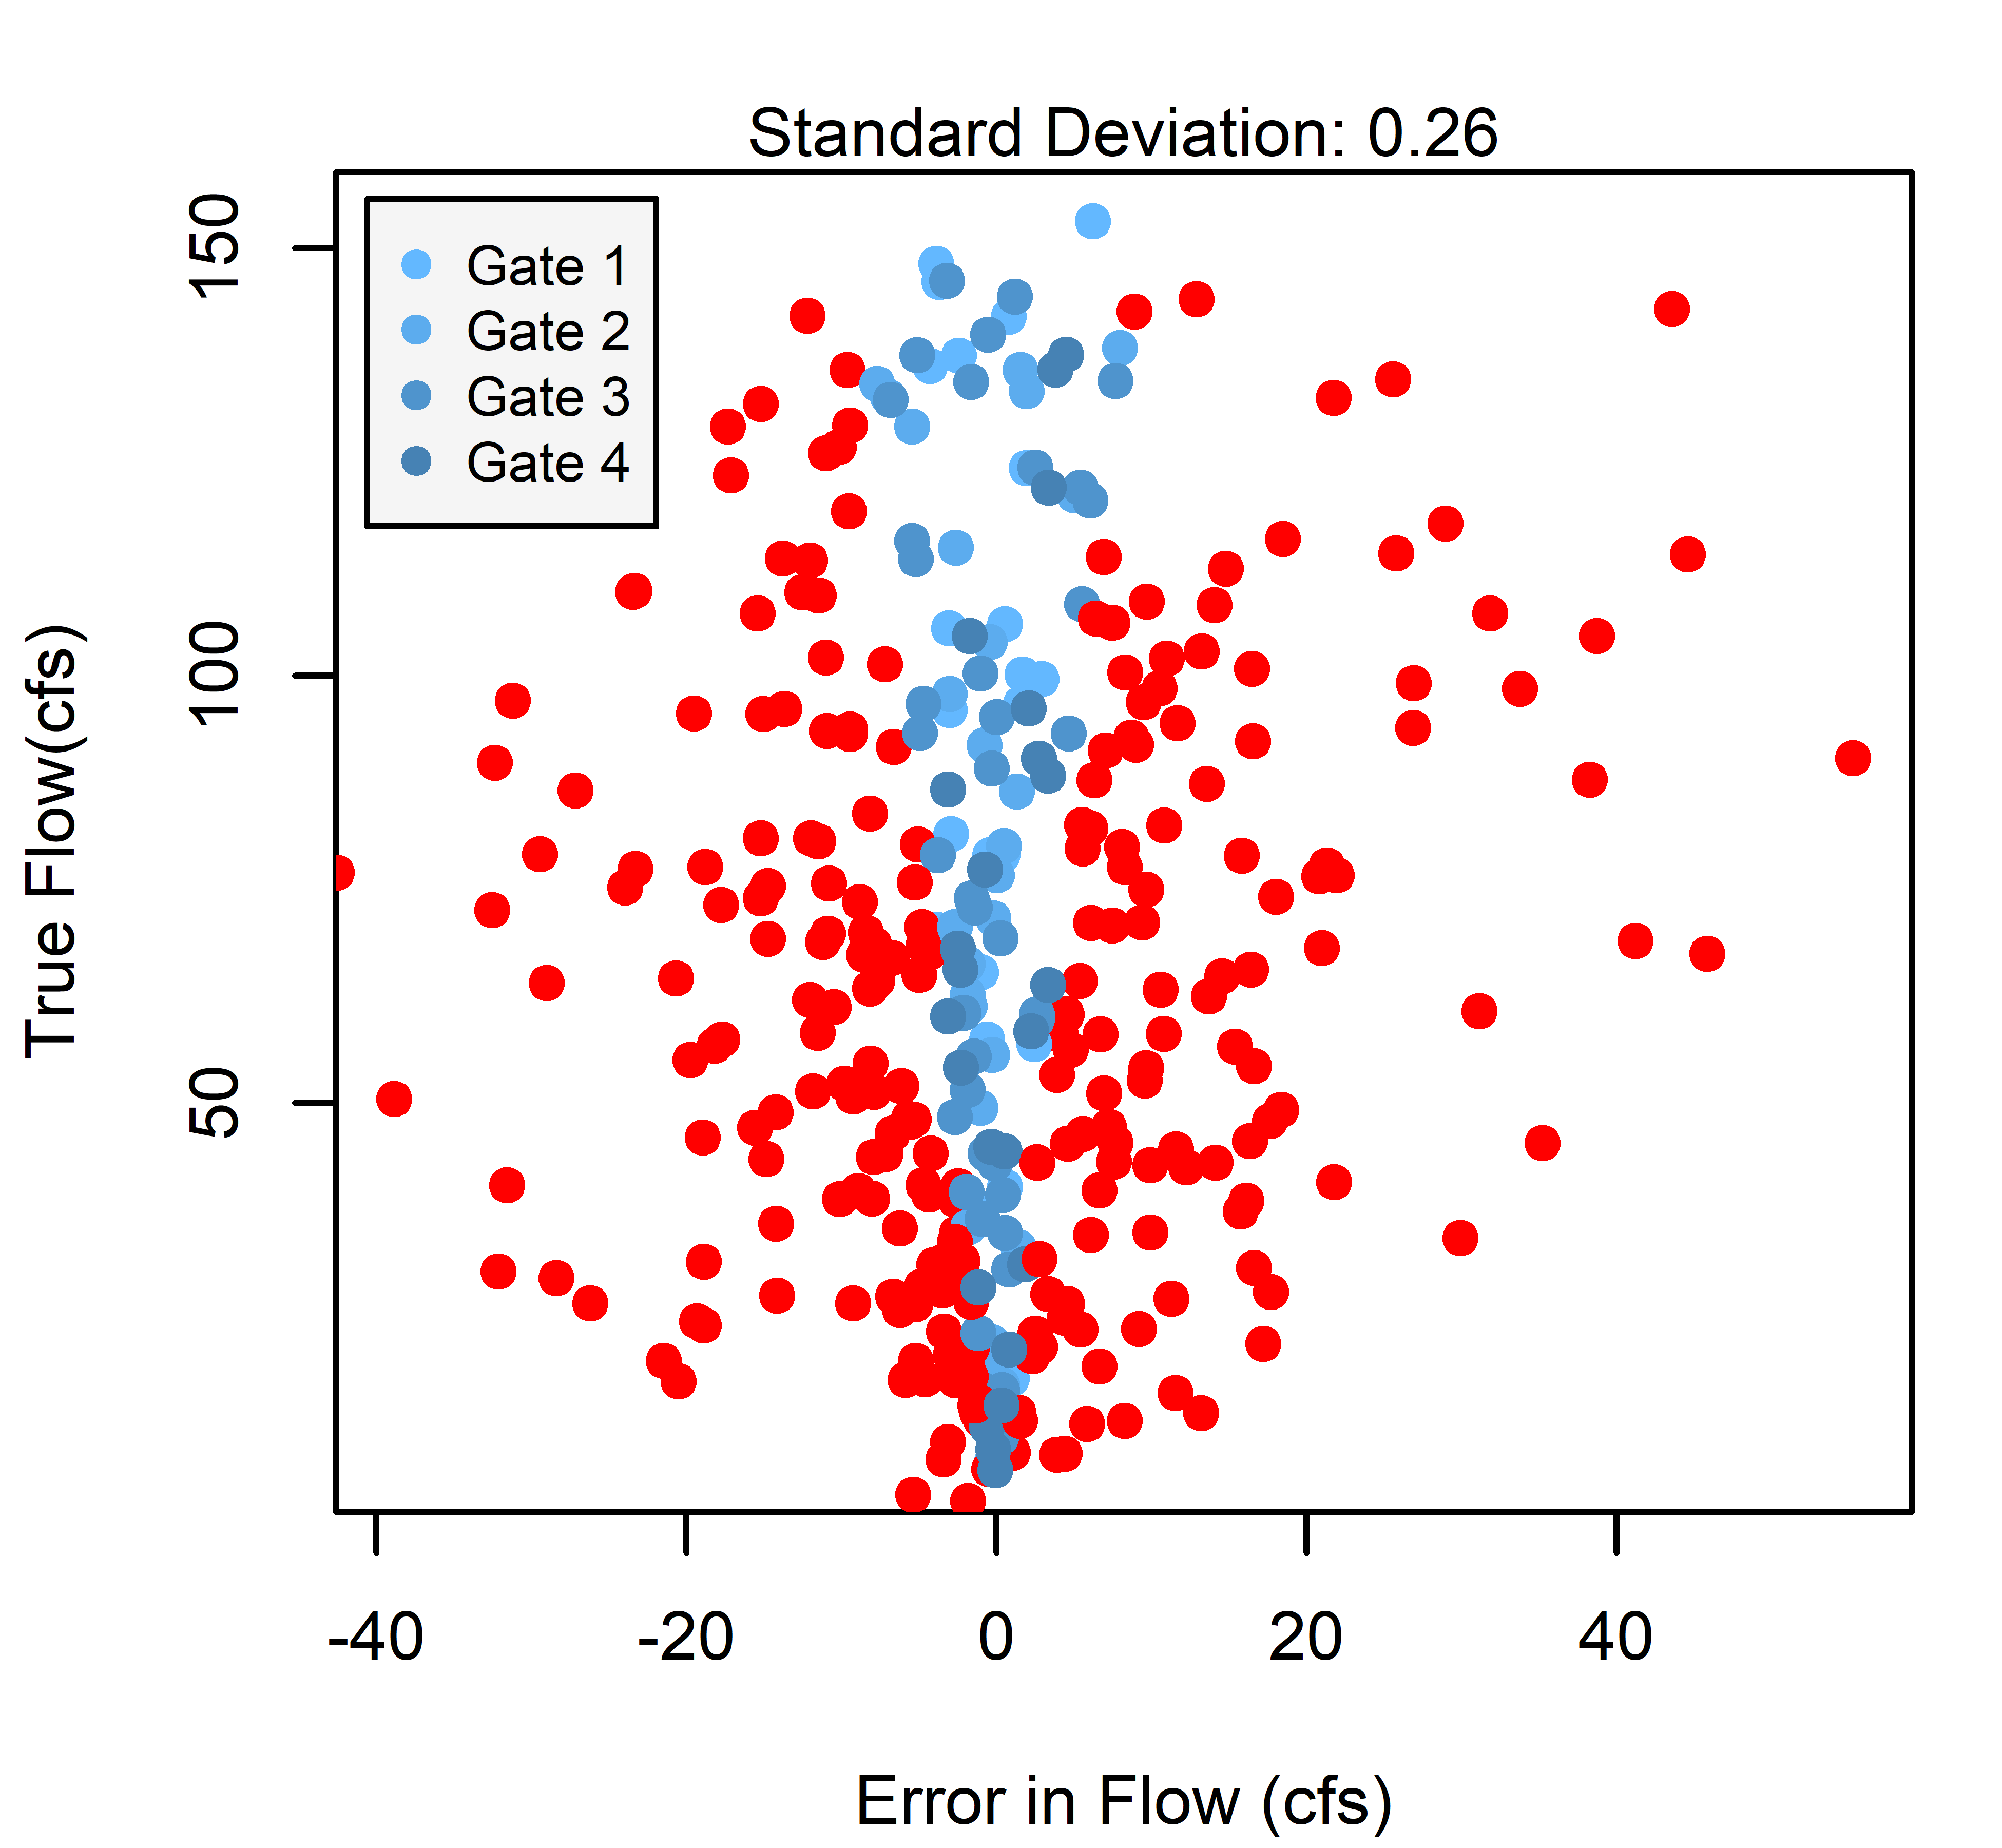 Standard Deviation: 0.26
Gate 1
Gate 2
Gate 3
Gate 4
True Flow(cfs)
150
100
50
-40 -20 0 20 40
Error in Flow (cfs)